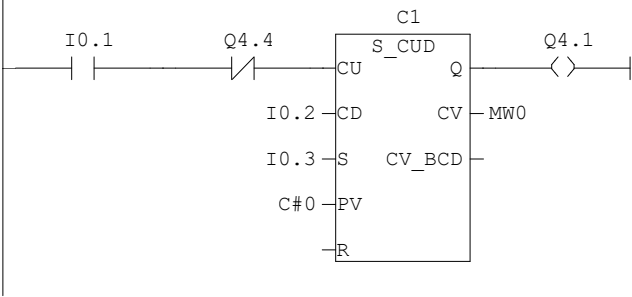 C1
I0.1 Q4.4 S_CUD Q4.1
CU Q
I0.2 CD CV MW0
I0.3 S CV_BCD
C#0 PV
R